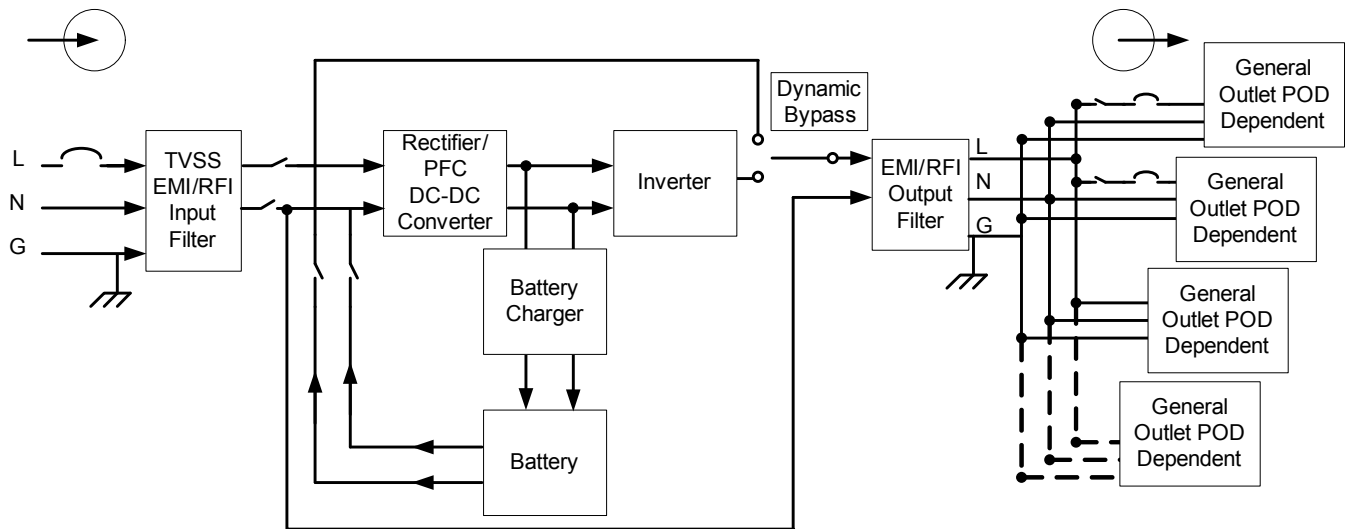 L
N
G
TVSS
EMI/RFI
Input
Filter
Rectifier/
PFC
DC-DC
Converter
Battery
Charger
Battery
Inverter
Dynamic
Bypass
EMI/RFI
Output
Filter
L
N
G
General
Outlet POD
Dependent
General
Outlet POD
Dependent
General
Outlet POD
Dependent
General
Outlet POD
Dependent